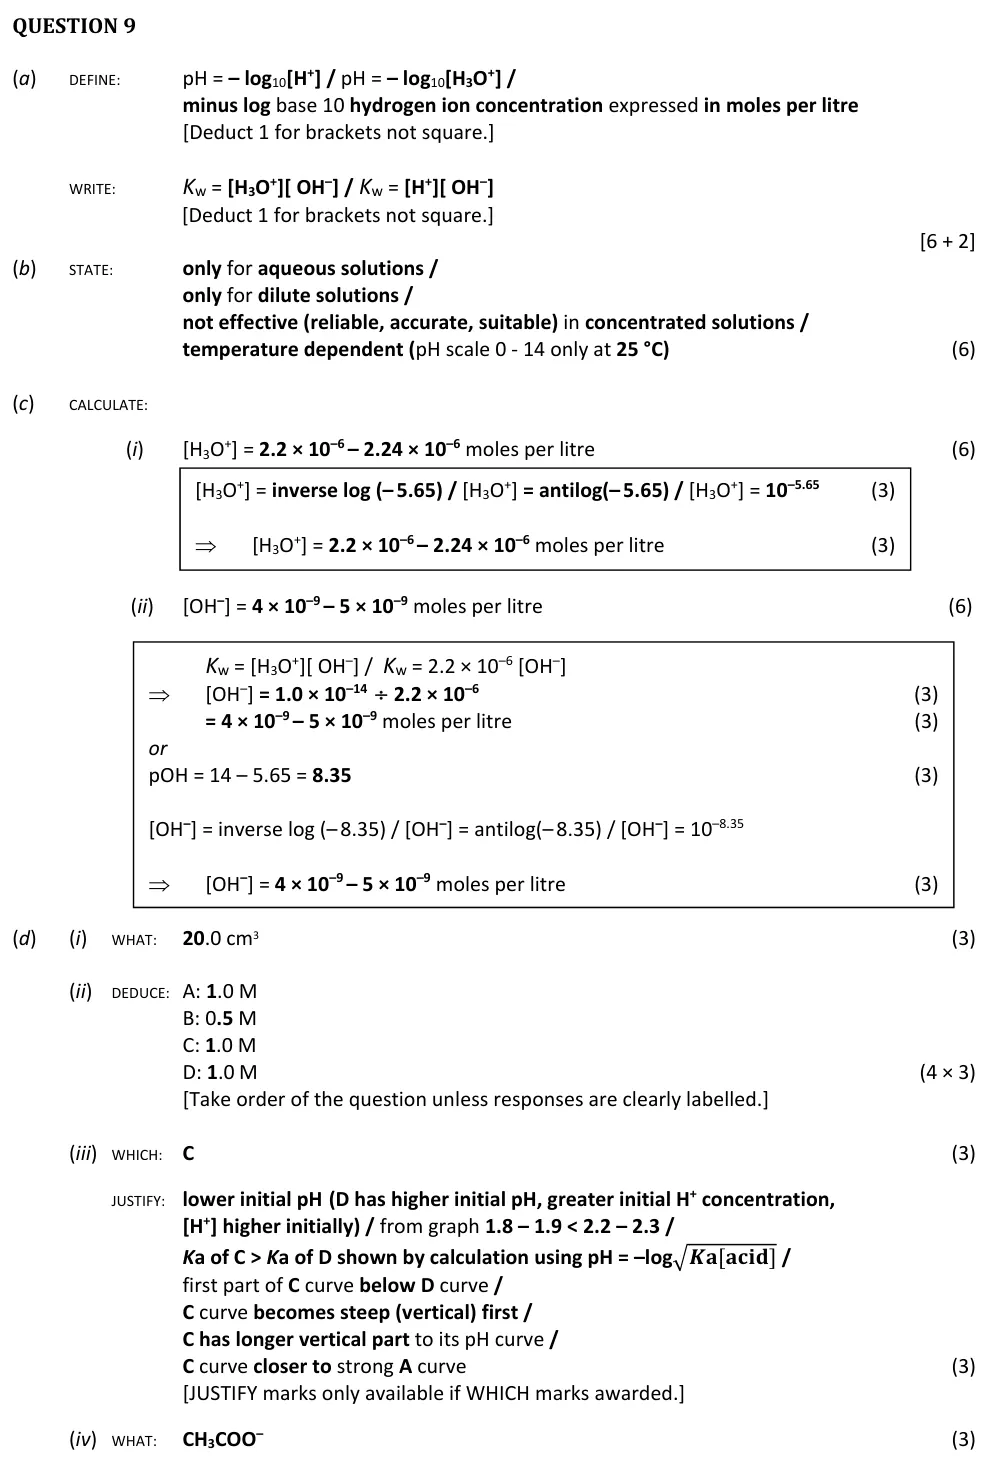 QUESTION 9
(a) DEFINE: pH = – log₁₀[H⁺] / pH = – log₁₀[H₃O⁺] /
minus log base 10 hydrogen ion concentration expressed in moles per litre
[Deduct 1 for brackets not square.]
WRITE: Kw = [H₃O⁺][ OH⁻] / Kw = [H⁺][ OH⁻]
[Deduct 1 for brackets not square.]
[6 + 2]
(b) STATE: only for aqueous solutions /
only for dilute solutions /
not effective (reliable, accurate, suitable) in concentrated solutions /
temperature dependent (pH scale 0 - 14 only at 25 °C) (6)
(c) CALCULATE:
(i) [H₃O⁺] = 2.2 × 10⁻⁶ – 2.24 × 10⁻⁶ moles per litre (6)
[H₃O⁺] = inverse log (– 5.65) / [H₃O⁺] = antilog(– 5.65) / [H₃O⁺] = 10^–5.65 (3)
⇒ [H₃O⁺] = 2.2 × 10⁻⁶ – 2.24 × 10⁻⁶ moles per litre (3)
(ii) [OH⁻] = 4 × 10⁻⁹ – 5 × 10⁻⁹ moles per litre (6)
Kw = [H₃O⁺][ OH⁻] / Kw = 2.2 × 10⁻⁶ [OH⁻]
⇒ [OH⁻] = 1.0 × 10⁻¹⁴ ÷ 2.2 × 10⁻⁶ (3)
= 4 × 10⁻⁹ – 5 × 10⁻⁹ moles per litre (3)
or
pOH = 14 – 5.65 = 8.35 (3)
[OH⁻] = inverse log (– 8.35) / [OH⁻] = antilog(– 8.35) / [OH⁻] = 10^–8.35
⇒ [OH⁻] = 4 × 10⁻⁹ – 5 × 10⁻⁹ moles per litre (3)
(d) (i) WHAT: 20.0 cm³ (3)
(ii) DEDUCE: A: 1.0 M
B: 0.5 M
C: 1.0 M
D: 1.0 M (4 × 3)
[Take order of the question unless responses are clearly labelled.]
(iii) WHICH: C (3)
JUSTIFY: lower initial pH (D has higher initial pH, greater initial H⁺ concentration,
[H⁺] higher initially) / from graph 1.8 – 1.9 < 2.2 – 2.3 /
Ka of C > Ka of D shown by calculation using pH = –log√Ka[acid] /
first part of C curve below D curve /
C curve becomes steep (vertical) first /
C has longer vertical part to its pH curve /
C curve closer to strong A curve (3)
[JUSTIFY marks only available if WHICH marks awarded.]
(iv) WHAT: CH₃COO⁻ (3)